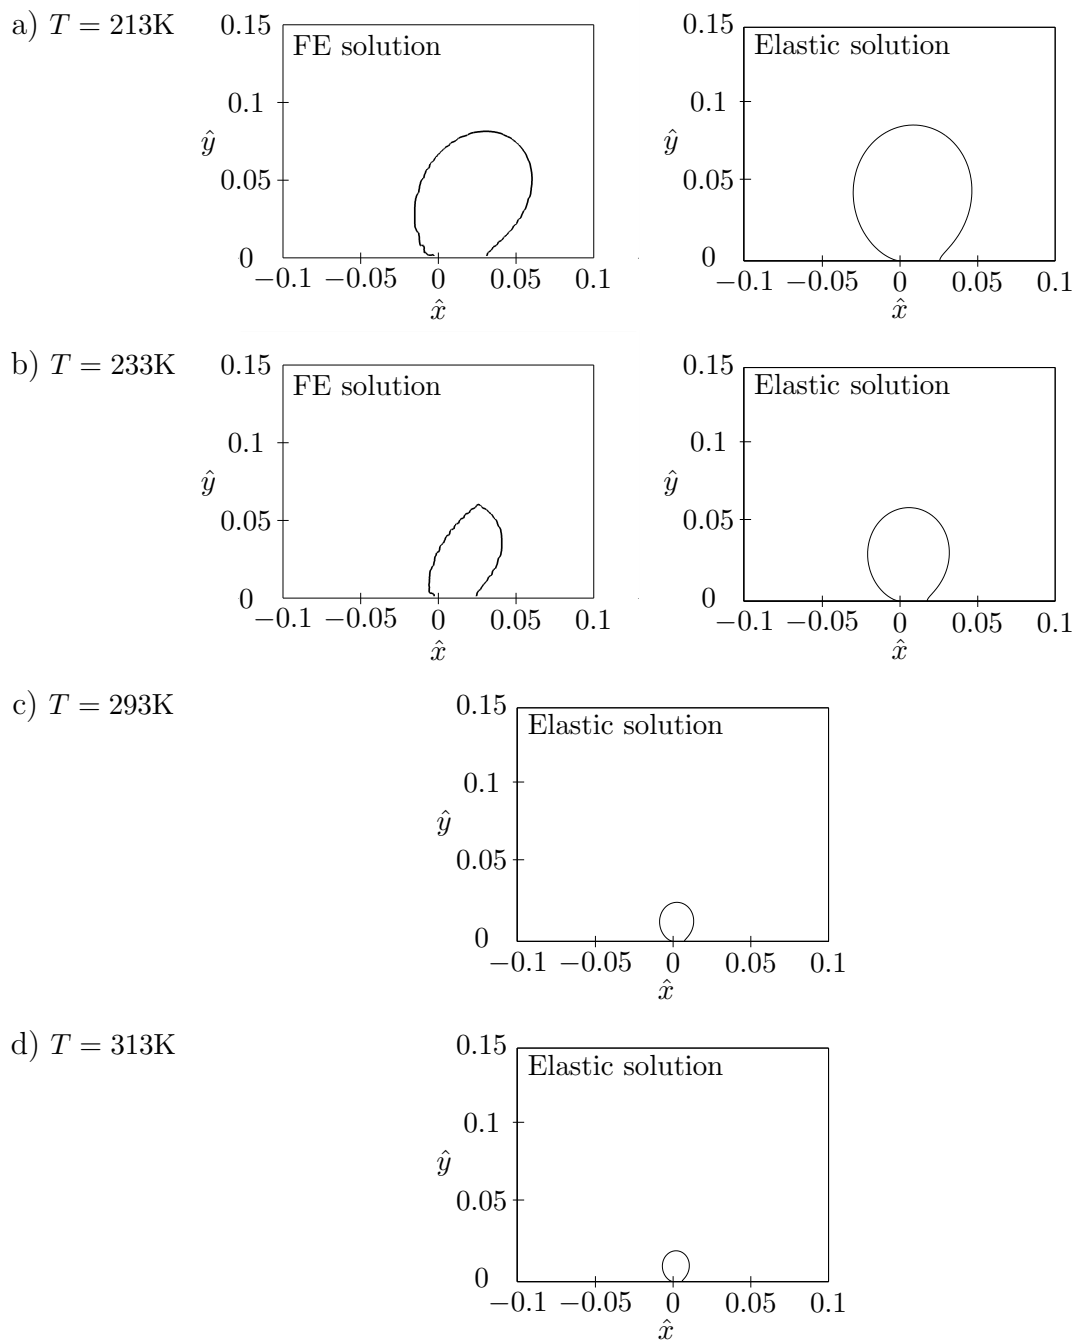 a) T = 213K
0.15
FE solution
0.1
ŷ
0.05
0
−0.1 −0.05 0 0.05 0.1
x̂
0.15
Elastic solution
0.1
ŷ
0.05
0
−0.1 −0.05 0 0.05 0.1
x̂
b) T = 233K
0.15
FE solution
0.1
ŷ
0.05
0
−0.1 −0.05 0 0.05 0.1
x̂
0.15
Elastic solution
0.1
ŷ
0.05
0
−0.1 −0.05 0 0.05 0.1
x̂
c) T = 293K
0.15
Elastic solution
0.1
ŷ
0.05
0
−0.1 −0.05 0 0.05 0.1
x̂
d) T = 313K
0.15
Elastic solution
0.1
ŷ
0.05
0
−0.1 −0.05 0 0.05 0.1
x̂